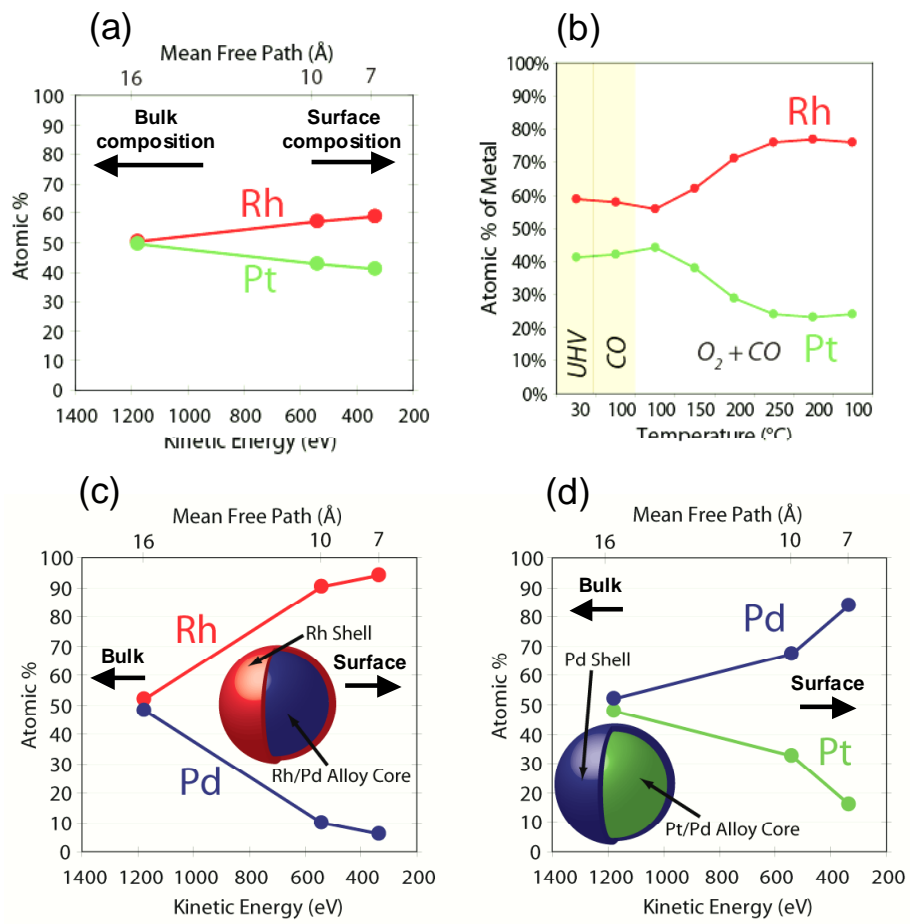 (a)
Mean Free Path (Å)
16 10 7
100
90
80
70
60
50
40
30
20
10
0
Atomic %
Bulk composition
Surface composition
Rh
Pt
1400 1200 1000 800 600 400 200
Kinetic Energy (eV)
(b)
100%
90%
80%
70%
60%
50%
40%
30%
20%
10%
0%
Atomic % of Metal
Rh
Pt
UHV
CO
O2 + CO
30 100 100 150 200 250 200 100
Temperature (°C)
(c)
Mean Free Path (Å)
16 10 7
100
90
80
70
60
50
40
30
20
10
0
Atomic %
Rh
Rh Shell
Bulk
Surface
Pd
Rh/Pd Alloy Core
1400 1200 1000 800 600 400 200
Kinetic Energy (eV)
(d)
Mean Free Path (Å)
16 10 7
100
90
80
70
60
50
40
30
20
10
0
Atomic %
Bulk
Pd
Pd Shell
Surface
Pt
Pt/Pd Alloy Core
1400 1200 1000 800 600 400 200
Kinetic Energy (eV)